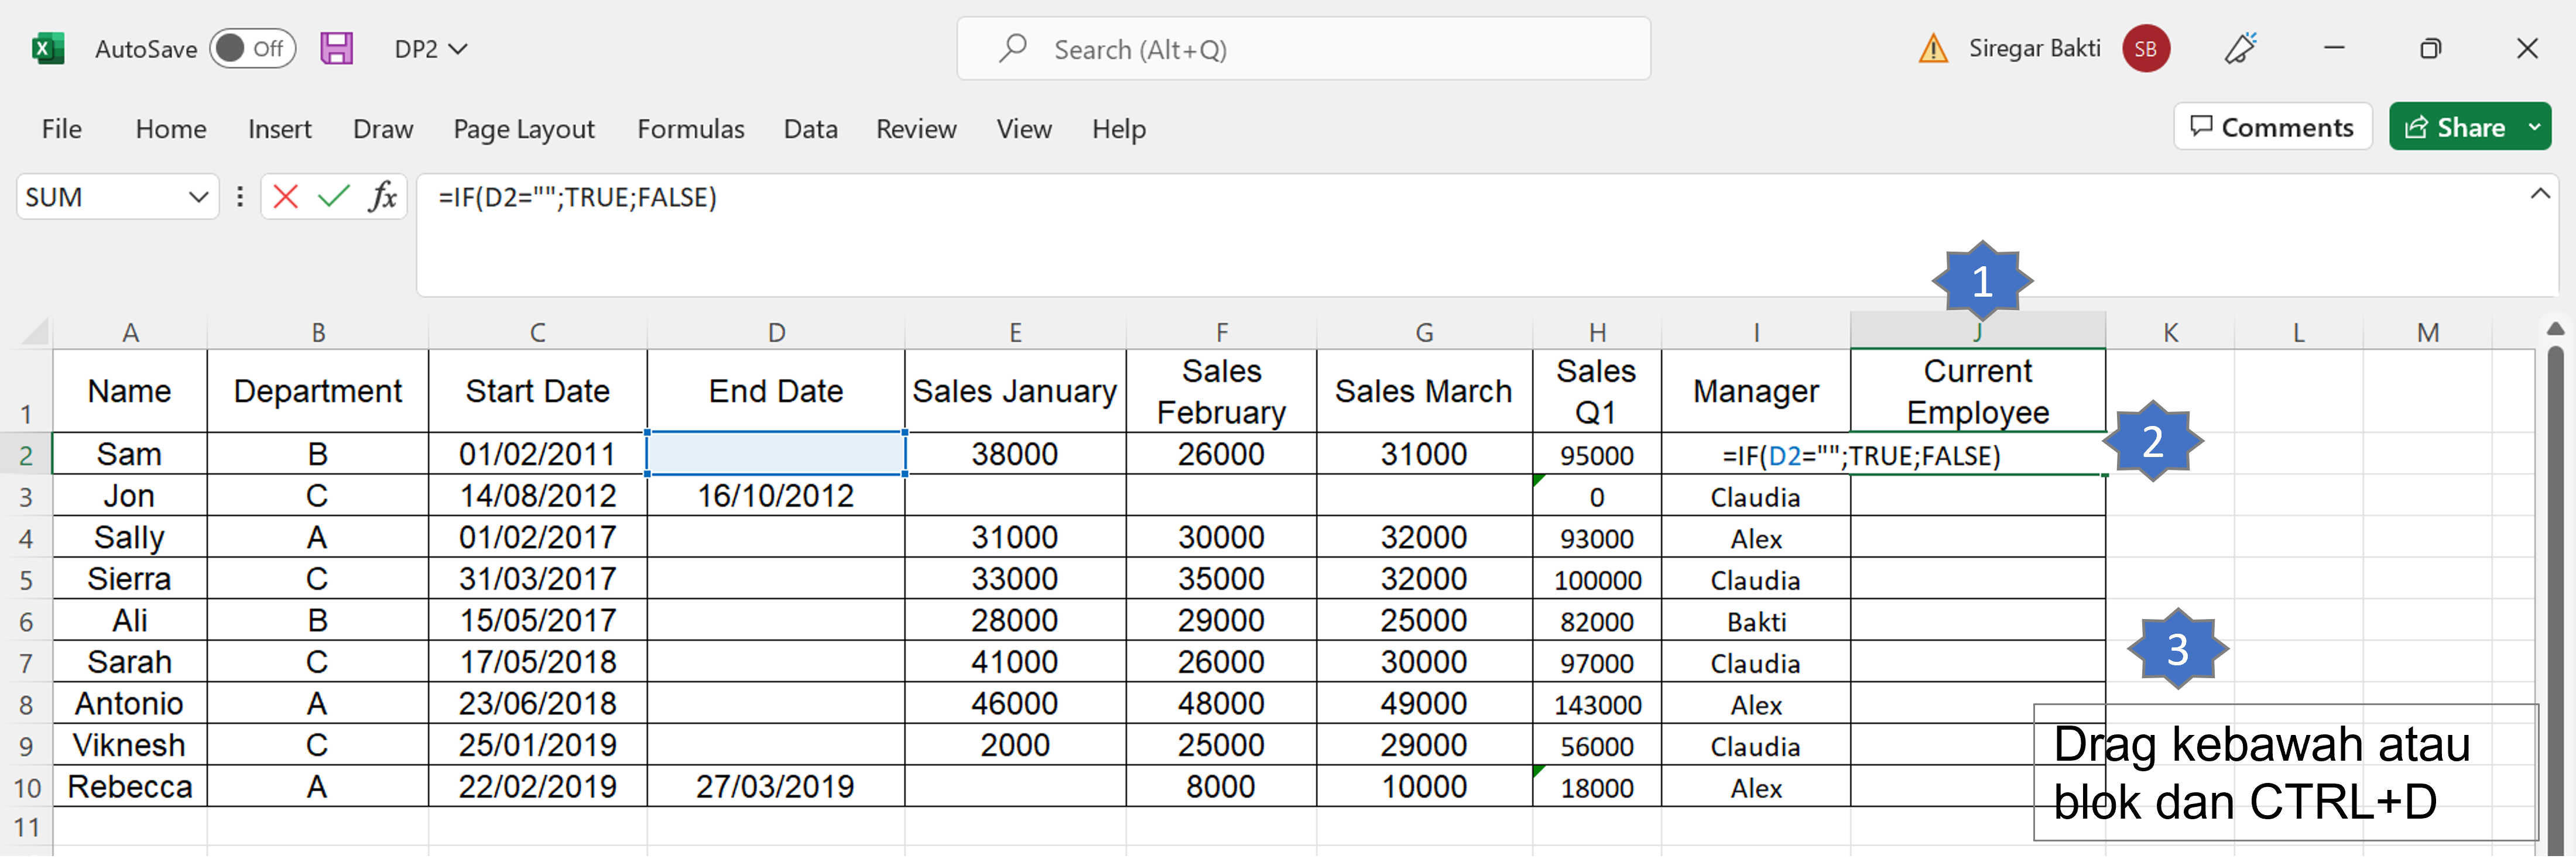 AutoSave Off DP2 Search (Alt+Q) Siregar Bakti SB
File Home Insert Draw Page Layout Formulas Data Review View Help Comments Share
SUM fx =IF(D2="";TRUE;FALSE)
1
A B C D E F G H I J K L M
1 Name Department Start Date End Date Sales January Sales February Sales March Sales Q1 Manager Current Employee
2 Sam B 01/02/2011 38000 26000 31000 95000 =IF(D2="";TRUE;FALSE) 2
3 Jon C 14/08/2012 16/10/2012 0 Claudia
4 Sally A 01/02/2017 31000 30000 32000 93000 Alex
5 Sierra C 31/03/2017 33000 35000 32000 100000 Claudia
6 Ali B 15/05/2017 28000 29000 25000 82000 Bakti
7 Sarah C 17/05/2018 41000 26000 30000 97000 Claudia 3
8 Antonio A 23/06/2018 46000 48000 49000 143000 Alex
9 Viknesh C 25/01/2019 2000 25000 29000 56000 Claudia
10 Rebecca A 22/02/2019 27/03/2019 8000 10000 18000 Alex
11
Drag kebawah atau
blok dan CTRL+D